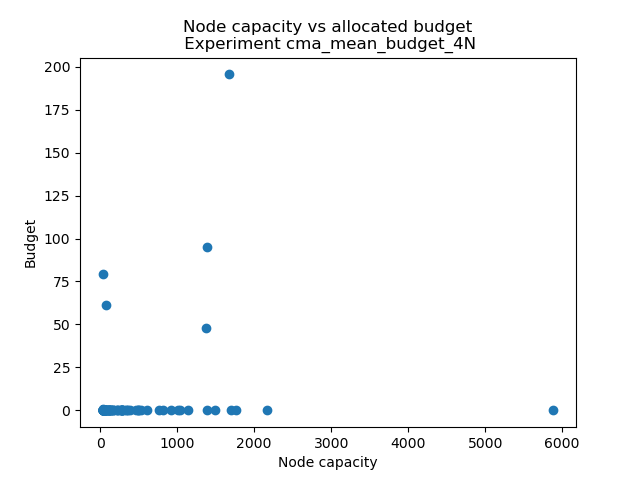 Node capacity vs allocated budget
Experiment cma_mean_budget_4N
200
175
150
125
100
75
50
25
0
Budget
0 1000 2000 3000 4000 5000 6000
Node capacity